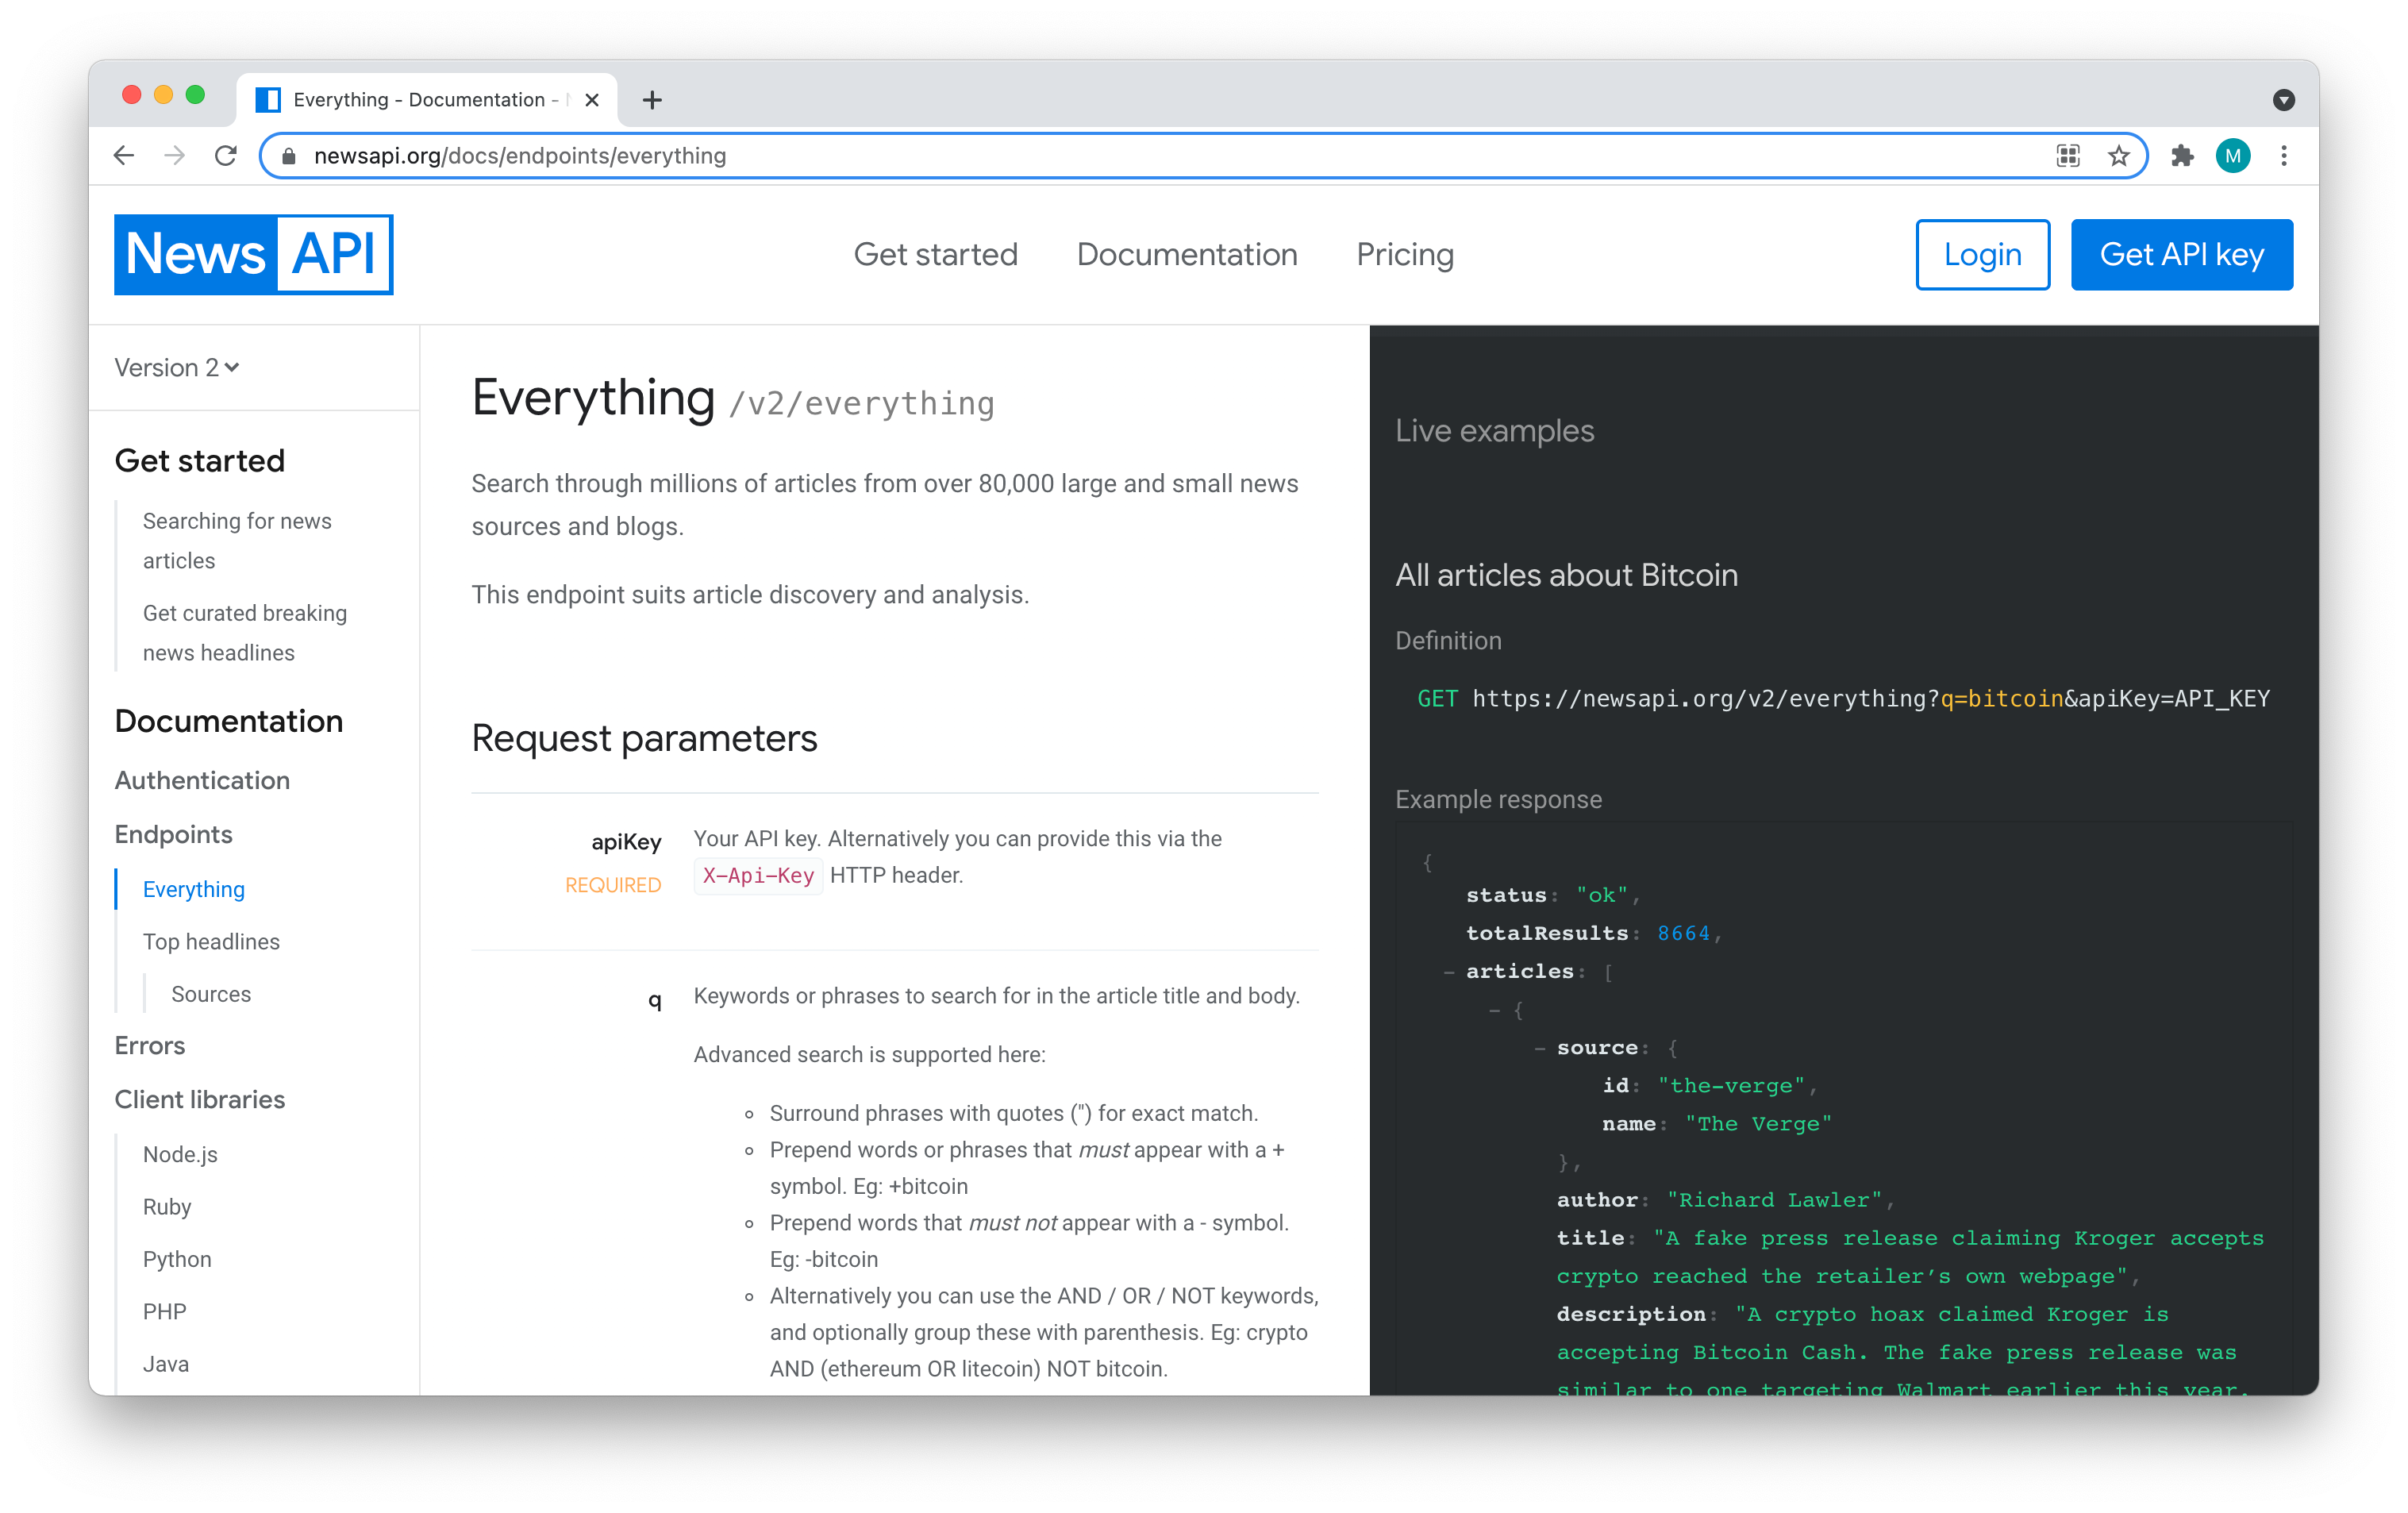 Everything - Documentation -
newsapi.org/docs/endpoints/everything
M
News API
Get started
Documentation
Pricing
Login
Get API key
Version 2
Get started
Searching for news
articles
Get curated breaking
news headlines
Documentation
Authentication
Endpoints
Everything
Top headlines
Sources
Errors
Client libraries
Node.js
Ruby
Python
PHP
Java
Everything /v2/everything
Search through millions of articles from over 80,000 large and small news
sources and blogs.
This endpoint suits article discovery and analysis.
Request parameters
apiKey
REQUIRED
Your API key. Alternatively you can provide this via the
X-Api-Key HTTP header.
q
Keywords or phrases to search for in the article title and body.
Advanced search is supported here:
Surround phrases with quotes (") for exact match.
Prepend words or phrases that must appear with a +
symbol. Eg: +bitcoin
Prepend words that must not appear with a - symbol.
Eg: -bitcoin
Alternatively you can use the AND / OR / NOT keywords,
and optionally group these with parenthesis. Eg: crypto
AND (ethereum OR litecoin) NOT bitcoin.
Live examples
All articles about Bitcoin
Definition
GET https://newsapi.org/v2/everything?q=bitcoin&apiKey=API_KEY
Example response
{
status: "ok",
totalResults: 8664,
- articles: [
- {
- source: {
id: "the-verge",
name: "The Verge"
},
author: "Richard Lawler",
title: "A fake press release claiming Kroger accepts
crypto reached the retailer’s own webpage",
description: "A crypto hoax claimed Kroger is
accepting Bitcoin Cash. The fake press release was
similar to one targeting Walmart earlier this year.